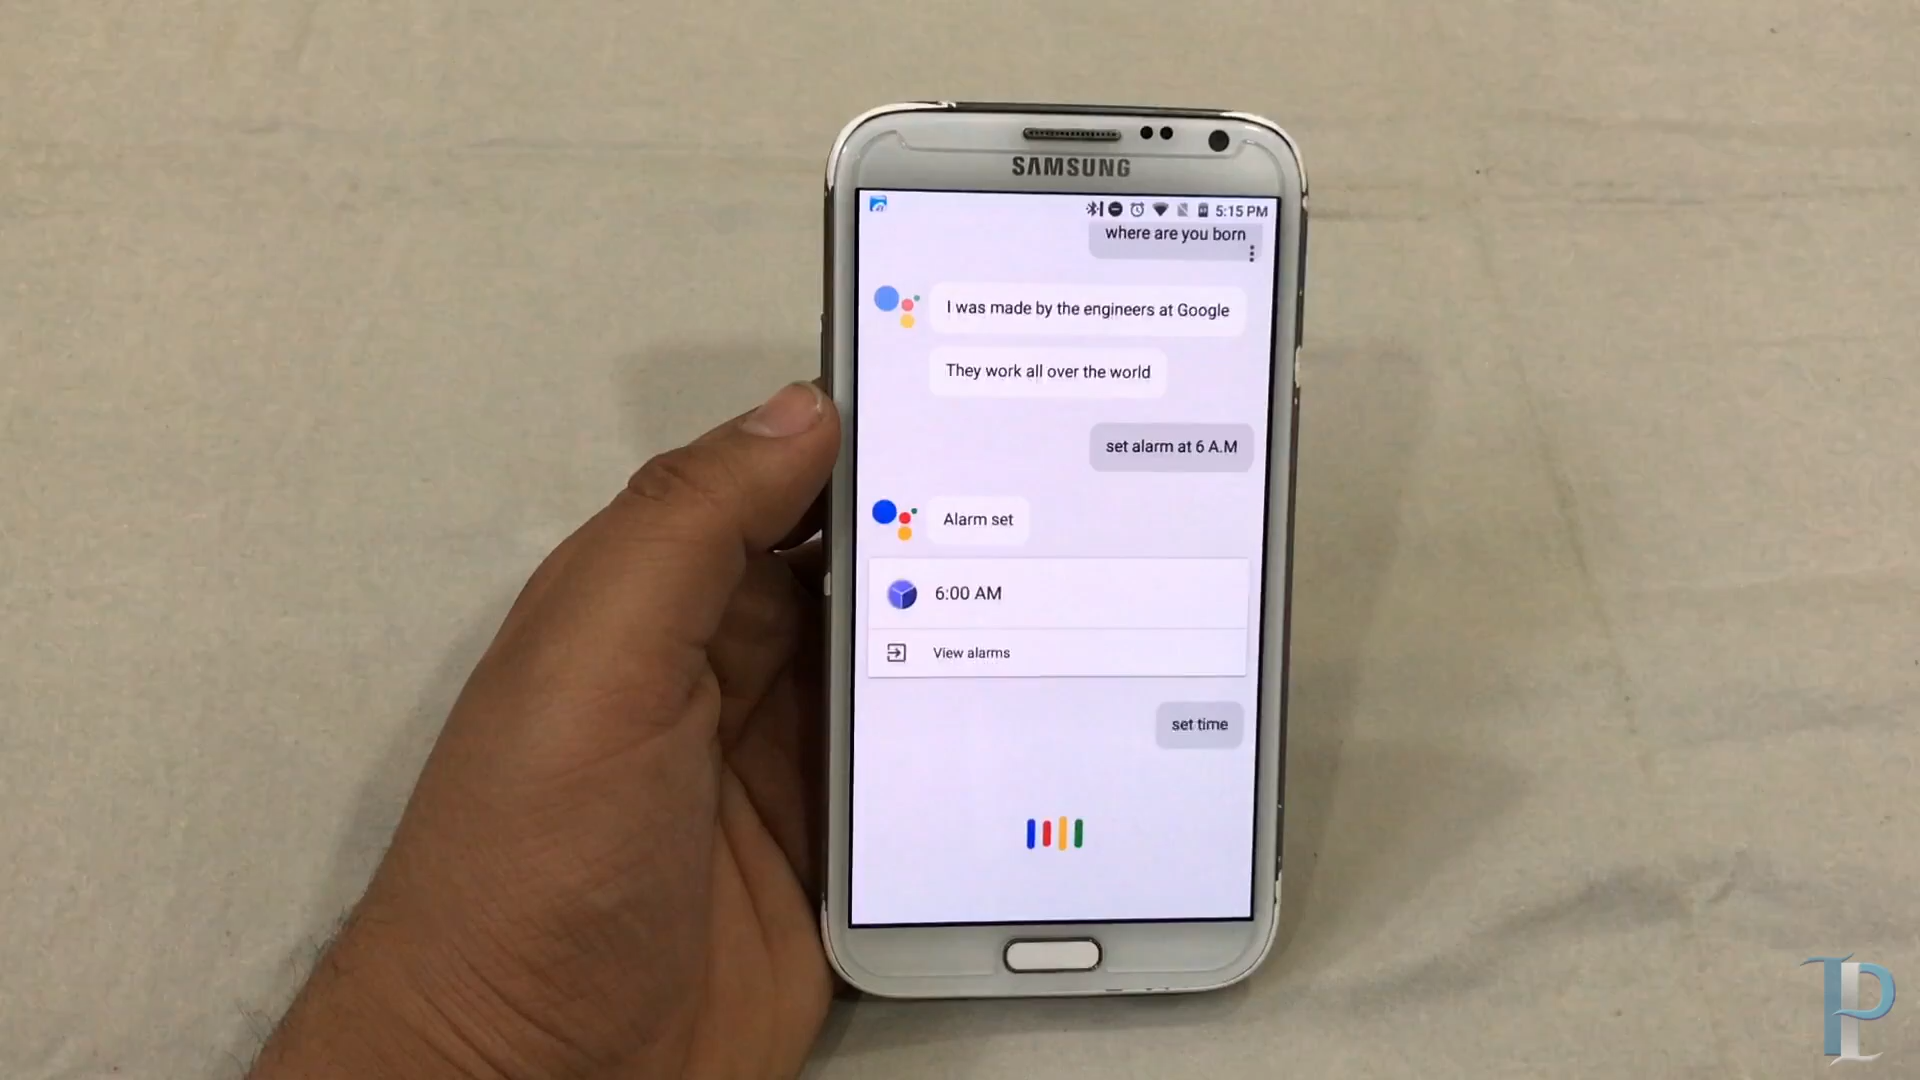 SAMSUNG
5:15 PM
where are you born
I was made by the engineers at Google
They work all over the world
set alarm at 6 A.M
Alarm set
6:00 AM
View alarms
set time